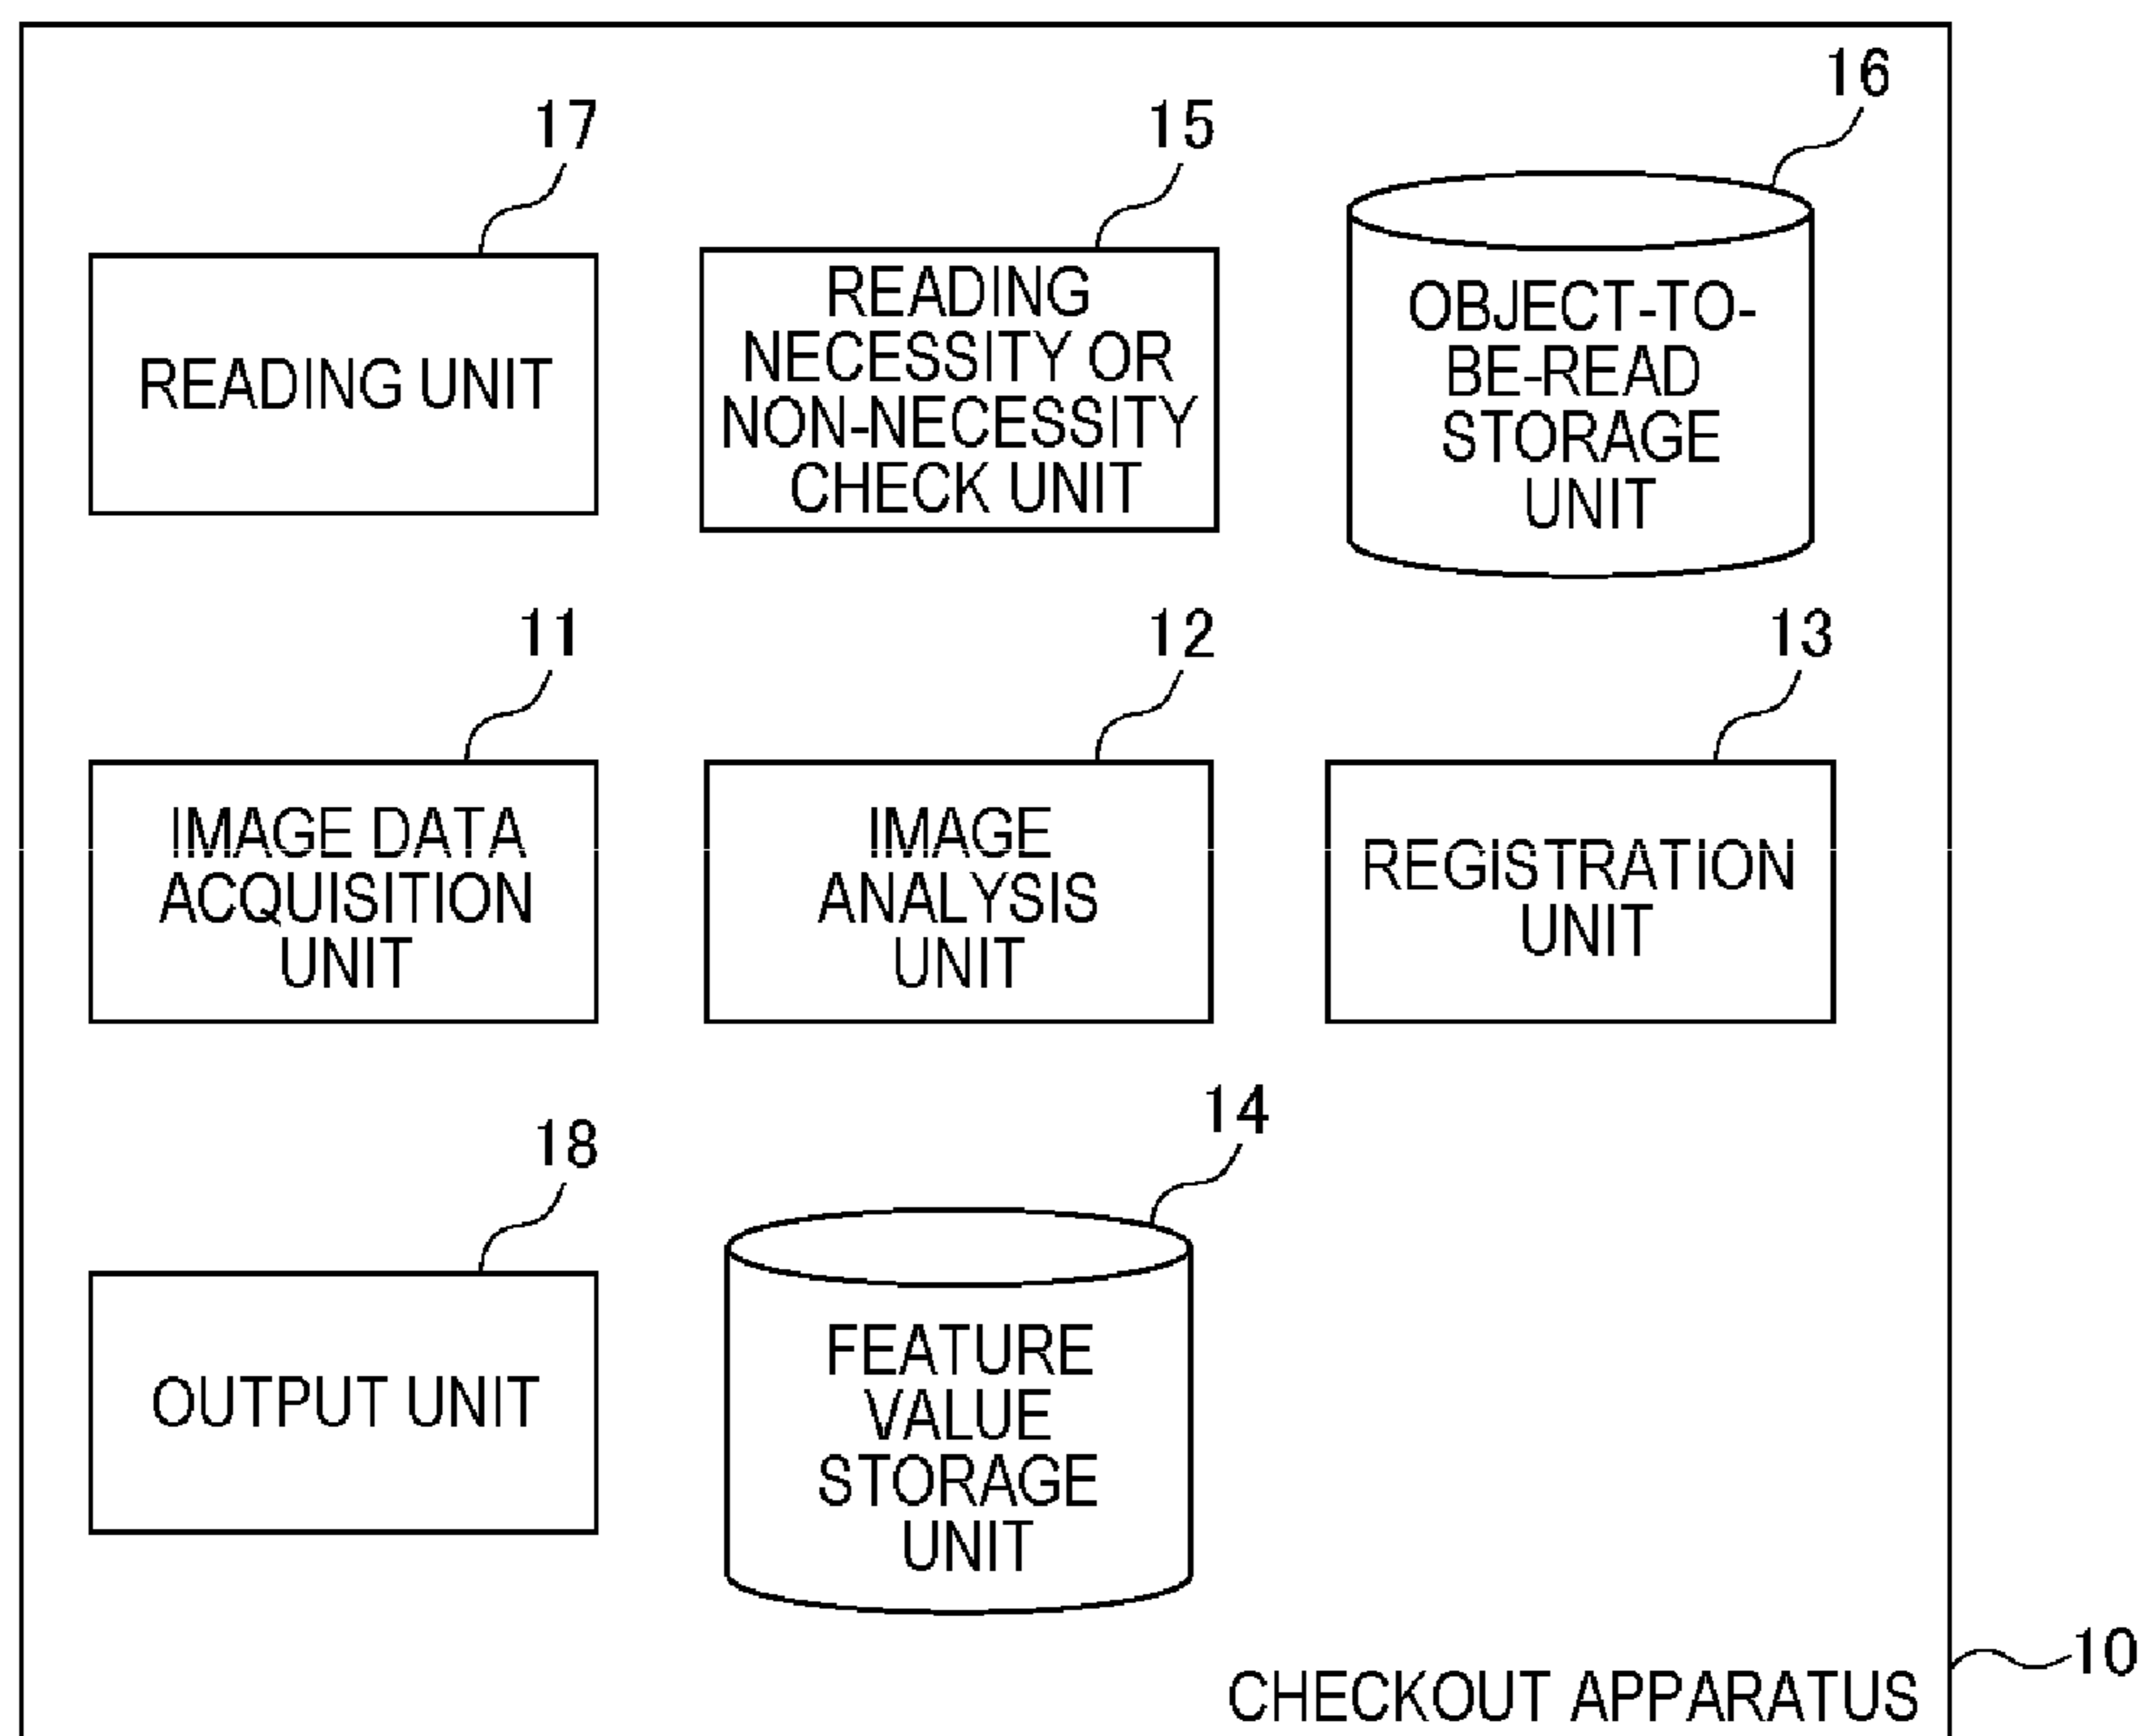 17
READING UNIT
15
READING
NECESSITY OR
NON-NECESSITY
CHECK UNIT
16
OBJECT-TO-
BE-READ
STORAGE
UNIT
11
IMAGE DATA
ACQUISITION
UNIT
12
IMAGE
ANALYSIS
UNIT
13
REGISTRATION
UNIT
18
OUTPUT UNIT
14
FEATURE
VALUE
STORAGE
UNIT
10
CHECKOUT APPARATUS